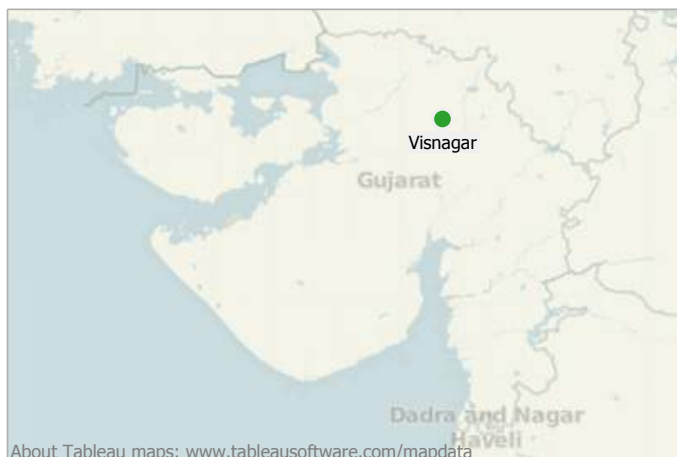 Visnagar
Gujarat
Dadra and Nagar
Haveli
About Tableau maps: www.tableausoftware.com/mapdata